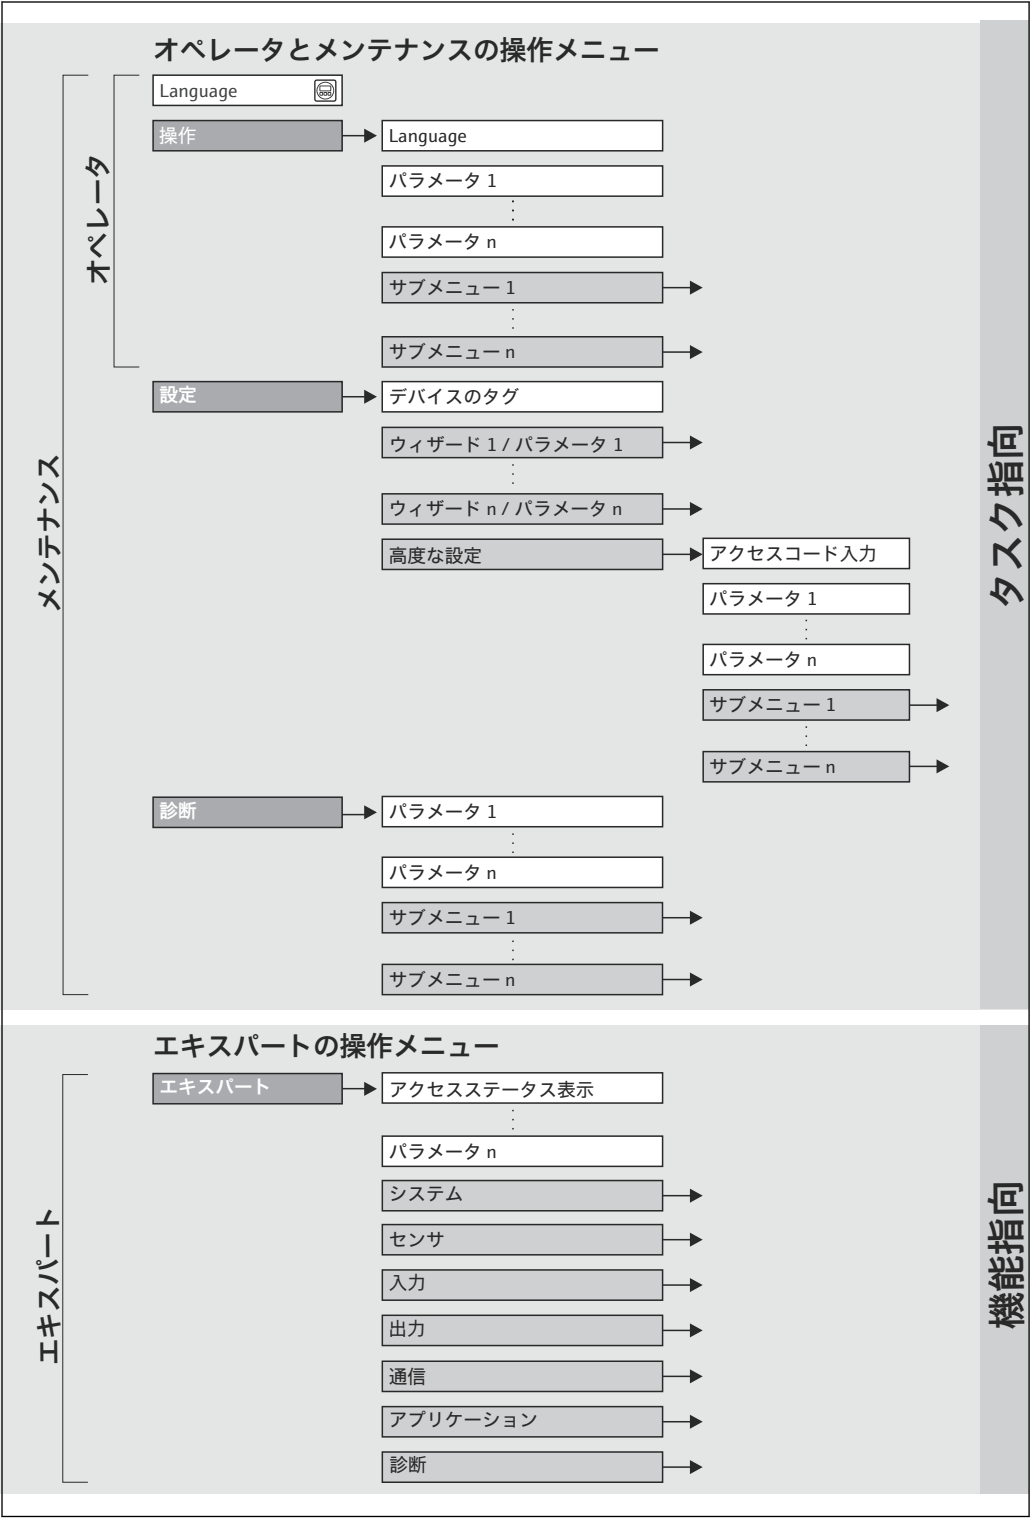 オペレータとメンテナンスの操作メニュー
メンテナンス
オペレータ
タスク指向
Language
操作
Language
パラメータ 1
パラメータ n
サブメニュー 1
サブメニュー n
設定
デバイスのタグ
ウィザード 1 / パラメータ 1
ウィザード n / パラメータ n
高度な設定
アクセスコード入力
パラメータ 1
パラメータ n
サブメニュー 1
サブメニュー n
診断
パラメータ 1
パラメータ n
サブメニュー 1
サブメニュー n
エキスパートの操作メニュー
エキスパート
機能指向
エキスパート
アクセスステータス表示
パラメータ n
システム
センサ
入力
出力
通信
アプリケーション
診断